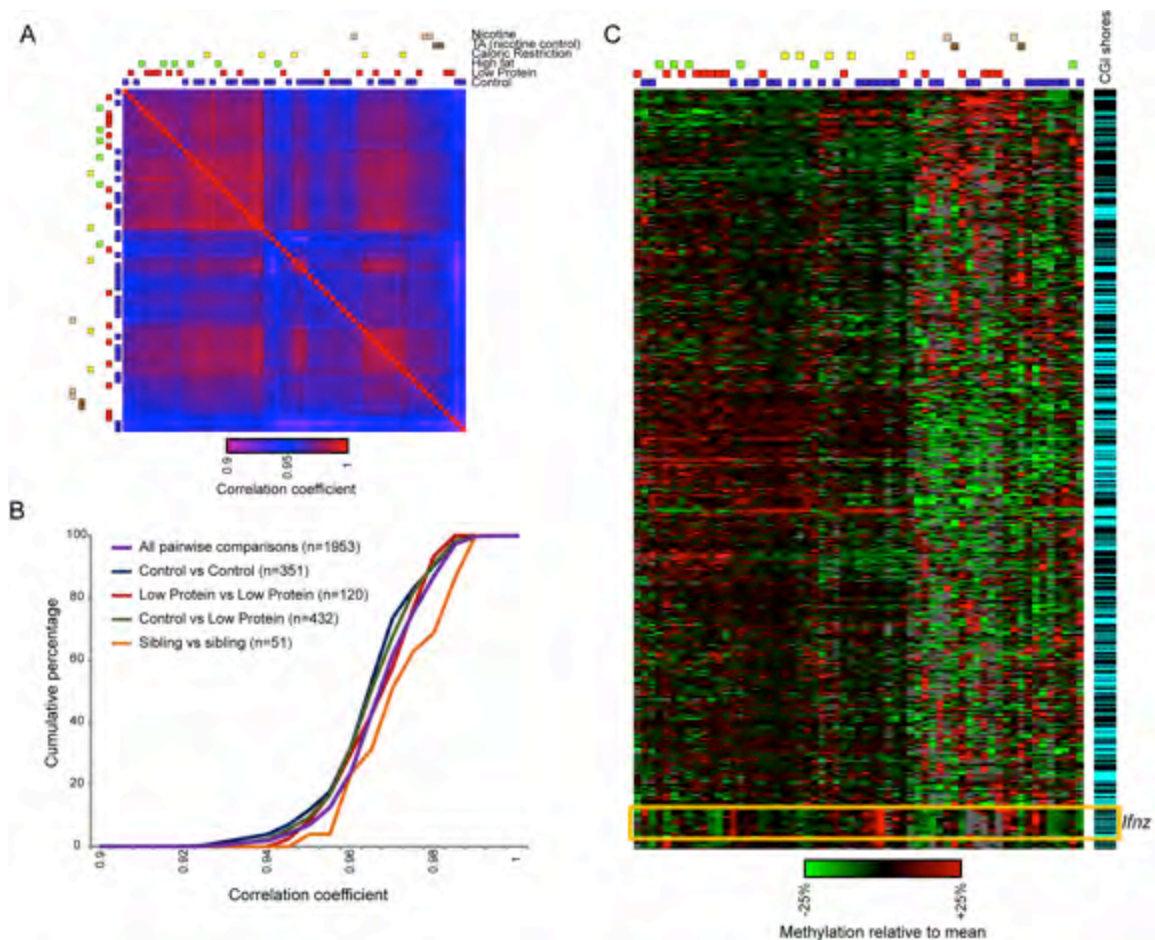 A
Nicotine
TA (nicotine control)
Caloric Restriction
High fat
Low Protein
Control
0.9
0.95
1
Correlation coefficient
B
100
80
60
40
20
0
Cumulative percentage
All pairwise comparisons (n=1953)
Control vs Control (n=351)
Low Protein vs Low Protein (n=120)
Control vs Low Protein (n=432)
Sibling vs sibling (n=51)
0.9
0.92
0.94
0.96
0.98
1
Correlation coefficient
C
CGI shores
Ifnz
-25%
+25%
Methylation relative to mean